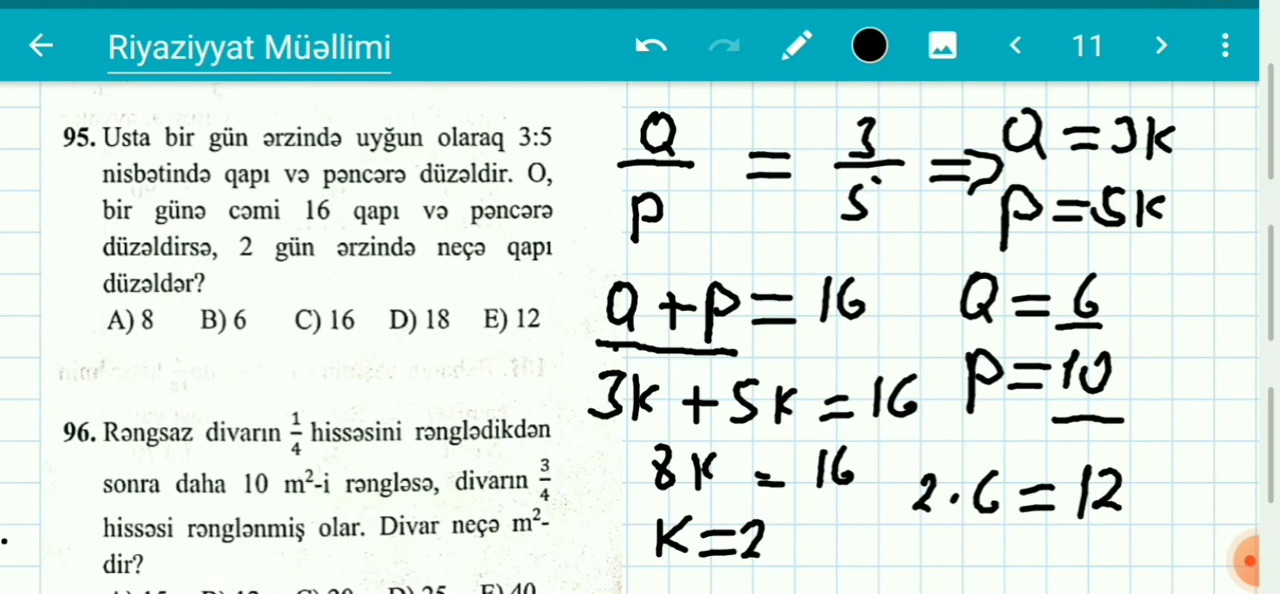 Riyaziyyat Müəllimi
11
95. Usta bir gün ərzində uyğun olaraq 3:5
nisbətində qapı və pəncərə düzəldir. O,
bir günə cəmi 16 qapı və pəncərə
düzəldirsə, 2 gün ərzində neçə qapı
düzəldər?
A) 8 B) 6 C) 16 D) 18 E) 12
96. Rəngsaz divarın 1/4 hissəsini rənglədikdən
sonra daha 10 m²-i rəngləsə, divarın 3/4
hissəsi rənglənmiş olar. Divar neçə m²-
dir?
Q/P = 3/5 => Q = 3K
P = 5K
Q + P = 16
Q = 6
3K + 5K = 16
P = 10
8K = 16
2 · 6 = 12
K = 2